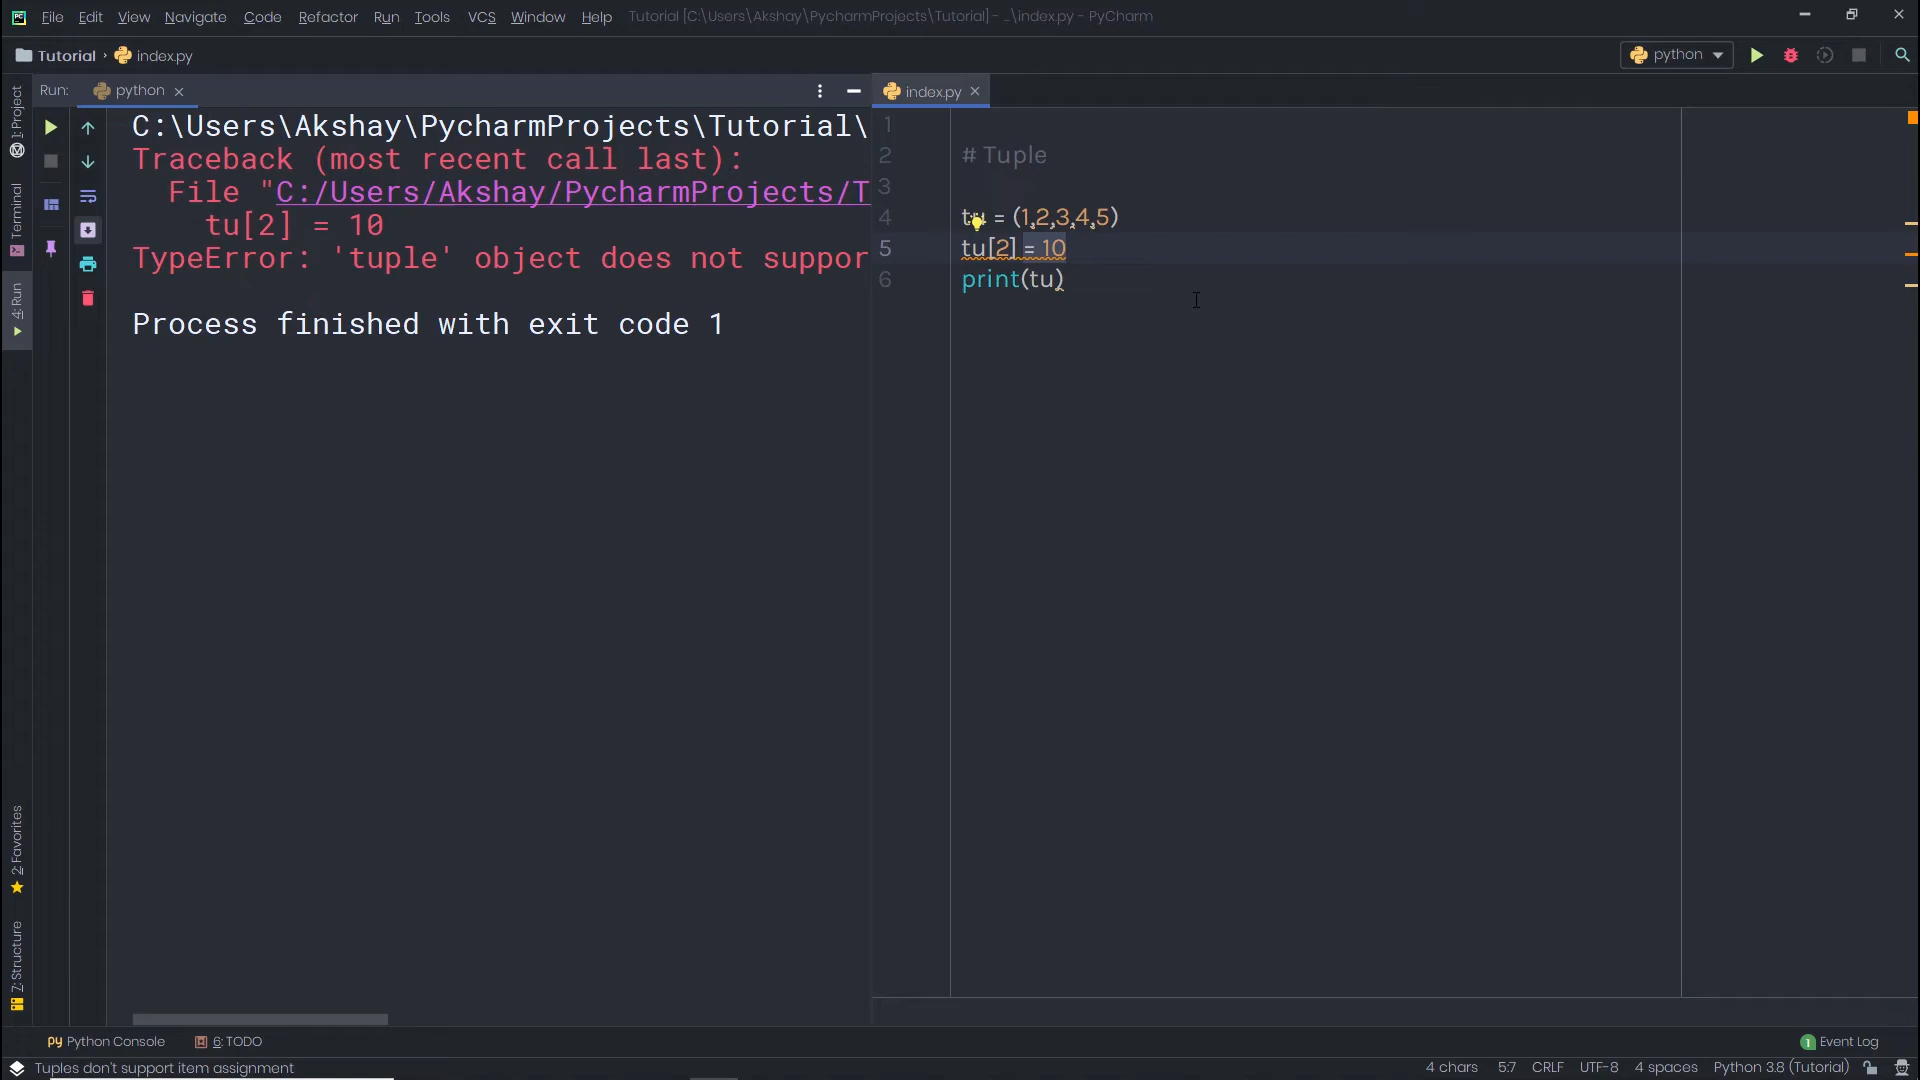 File Edit View Navigate Code Refactor Run Tools VCS Window Help Tutorial [C:\Users\Akshay\PycharmProjects\Tutorial] - ...\index.py - PyCharm
Tutorial › index.py
python
Run: python
index.py
1: Project
Terminal
4: Run
2: Favorites
7: Structure
C:\Users\Akshay\PycharmProjects\Tutorial\
Traceback (most recent call last):
File "C:/Users/Akshay/PycharmProjects/T
tu[2] = 10
TypeError: 'tuple' object does not suppor
Process finished with exit code 1
1
2 # Tuple
3
4 tu = (1,2,3,4,5)
5 tu[2] = 10
6 print(tu)
Python Console 6: TODO
1 Event Log
Tuples don't support item assignment
4 chars 5:7 CRLF UTF-8 4 spaces Python 3.8 (Tutorial)